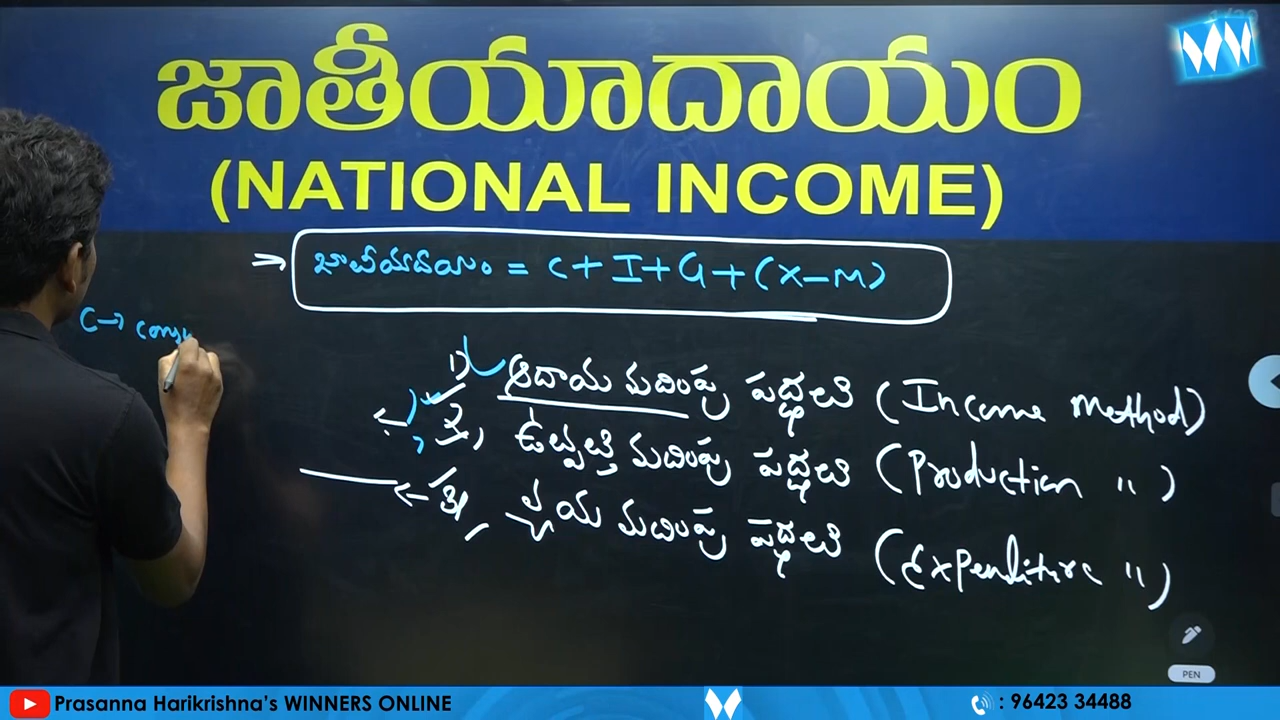 జాతీయాదాయం
(NATIONAL INCOME)
→ జాతీయాదాయం = C + I + G + (X - M)
C → Consu
1) ఆదాయ మదింపు పద్ధతి (Income method)
2, ఉత్పత్తి మదింపు పద్ధతి (Production " )
3, వ్యయ మదింపు పద్ధతి (Expenditure " )
PEN
Prasanna Harikrishna's WINNERS ONLINE
: 96423 34488